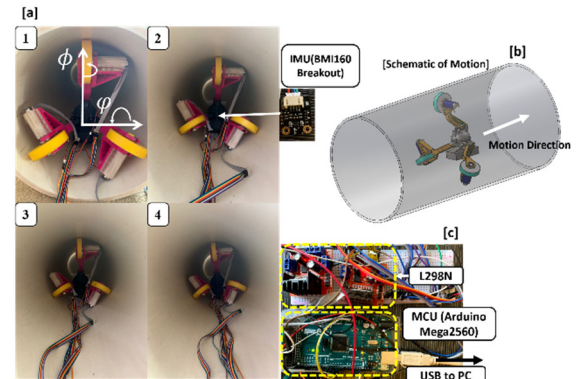 [a]
1
2
ϕ
φ
3
4
IMU(BMI160
Breakout)
[b]
[Schematic of Motion]
Motion Direction
[c]
L298N
MCU (Arduino
Mega2560)
USB to PC